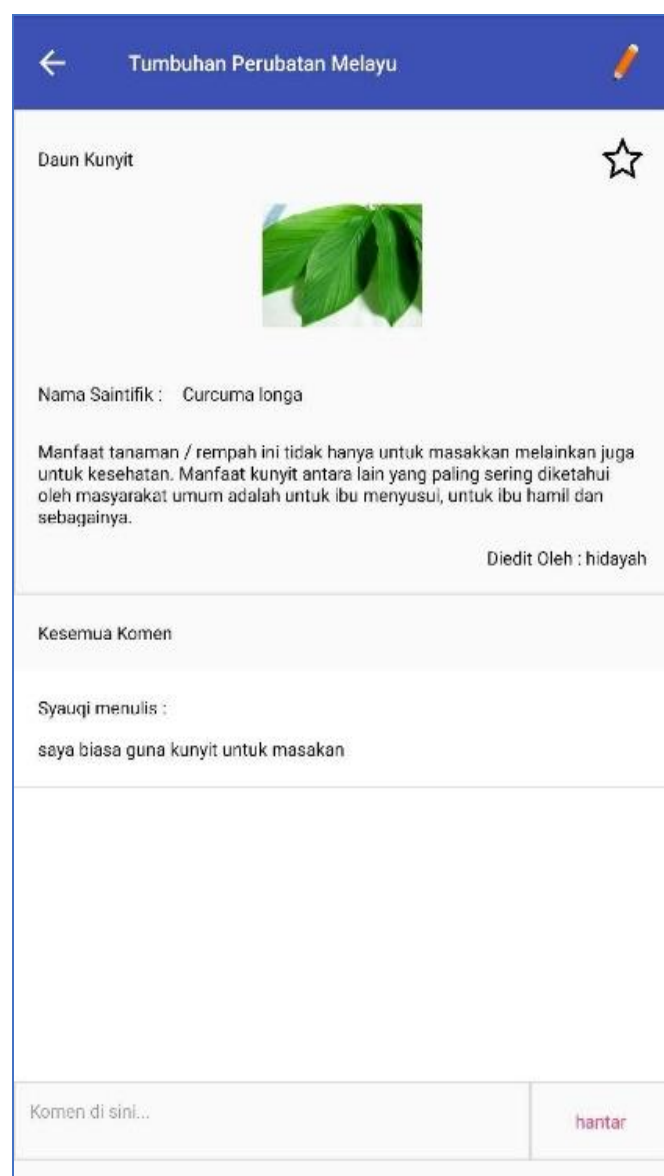 Tumbuhan Perubatan Melayu
Daun Kunyit
Nama Saintifik : Curcuma longa
Manfaat tanaman / rempah ini tidak hanya untuk masakkan melainkan juga
untuk kesehatan. Manfaat kunyit antara lain yang paling sering diketahui
oleh masyarakat umum adalah untuk ibu menyusui, untuk ibu hamil dan
sebagainya.
Diedit Oleh : hidayah
Kesemua Komen
Syauqi menulis :
saya biasa guna kunyit untuk masakan
Komen di sini...
hantar